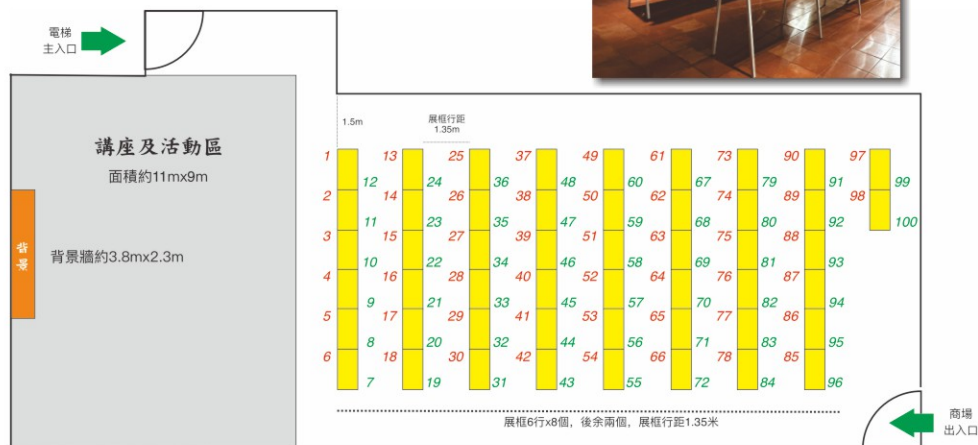 電梯
主入口
講座及活動區
面積約11mx9m
背景
背景牆約3.8mx2.3m
1.5m
展框行距
1.35m
1 13 25 37 49 61 73 90 97
12 24 36 48 60 67 79 91 99
2 14 26 38 50 62 74 89 98
11 23 35 47 59 68 80 92 100
3 15 27 39 51 63 75 88
10 22 34 46 58 69 81 93
4 16 28 40 52 64 76 87
9 21 33 45 57 70 82 94
5 17 29 41 53 65 77 86
8 20 32 44 56 71 83 95
6 18 30 42 54 66 78 85
7 19 31 43 55 72 84 96
展框6行x8個，後余兩個，展框行距1.35米
商場
出入口